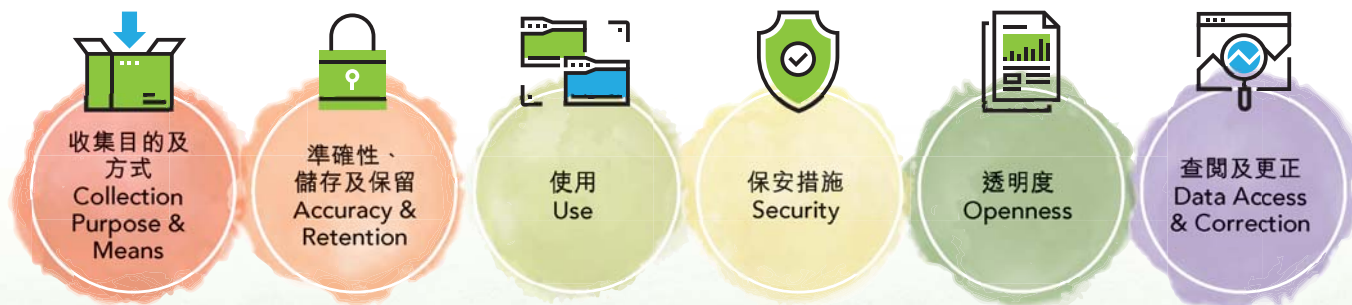 收集目的及
方式
Collection
Purpose &
Means
準確性、
儲存及保留
Accuracy &
Retention
使用
Use
保安措施
Security
透明度
Openness
查閱及更正
Data Access
& Correction